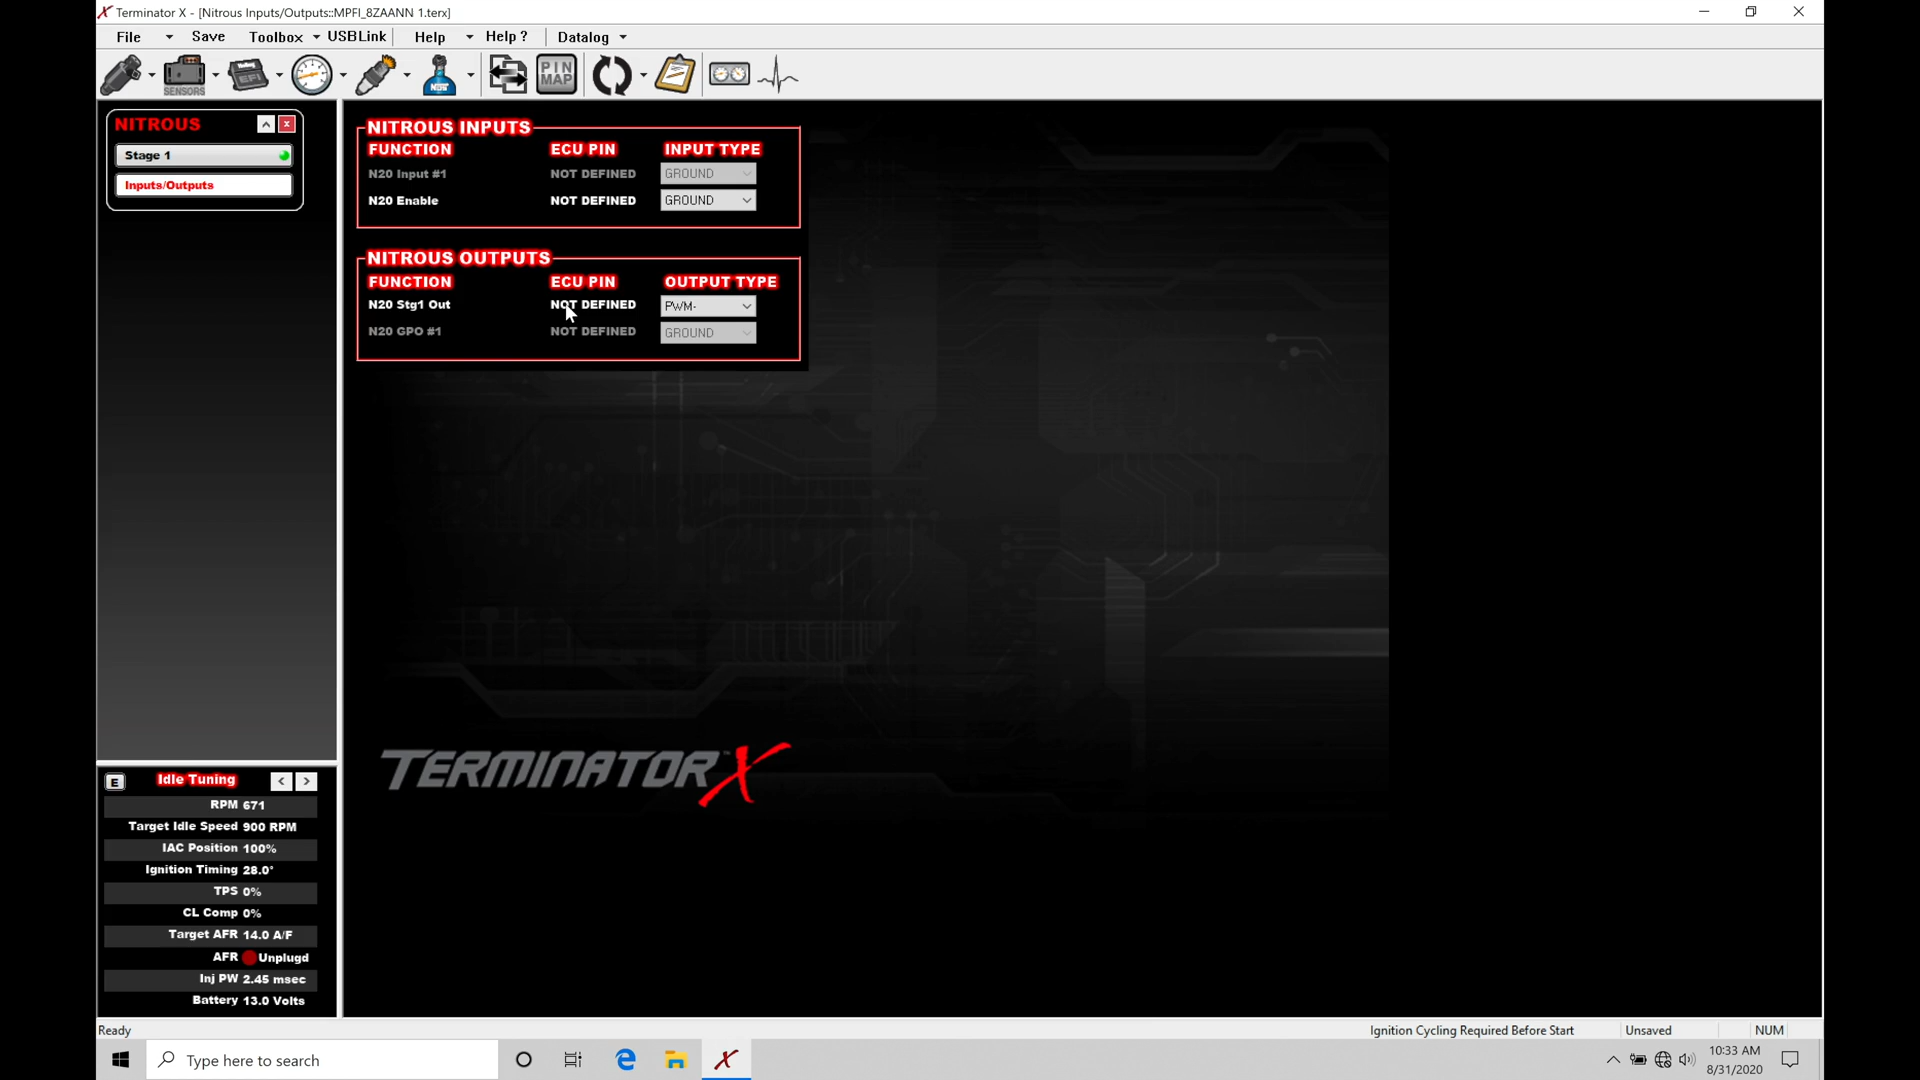 Terminator X - [Nitrous Inputs/Outputs::MPFI_8ZAANN 1.terx]
File Save Toolbox USBLink Help Help ? Datalog
SENSORS EFI NOS PIN MAP
NITROUS
Stage 1
Inputs/Outputs
NITROUS INPUTS
FUNCTION ECU PIN INPUT TYPE
N20 Input #1 NOT DEFINED GROUND
N20 Enable NOT DEFINED GROUND
NITROUS OUTPUTS
FUNCTION ECU PIN OUTPUT TYPE
N20 Stg1 Out NOT DEFINED PWM-
N20 GPO #1 NOT DEFINED GROUND
TERMINATOR X
E Idle Tuning < >
RPM 671
Target Idle Speed 900 RPM
IAC Position 100%
Ignition Timing 28.0°
TPS 0%
CL Comp 0%
Target AFR 14.0 A/F
AFR Unplugd
Inj PW 2.45 msec
Battery 13.0 Volts
Ready Ignition Cycling Required Before Start Unsaved NUM
Type here to search
10:33 AM
8/31/2020